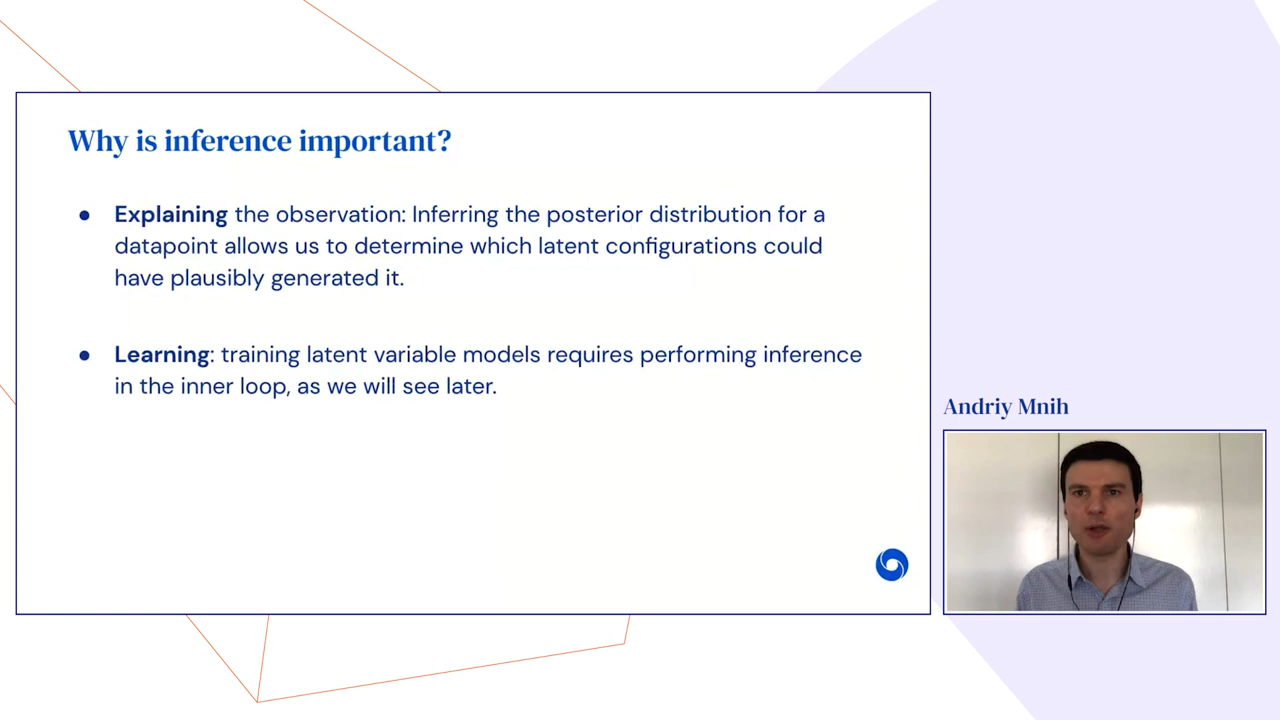 Why is inference important?
● Explaining the observation: Inferring the posterior distribution for a
datapoint allows us to determine which latent configurations could
have plausibly generated it.
● Learning: training latent variable models requires performing inference
in the inner loop, as we will see later.
Andriy Mnih